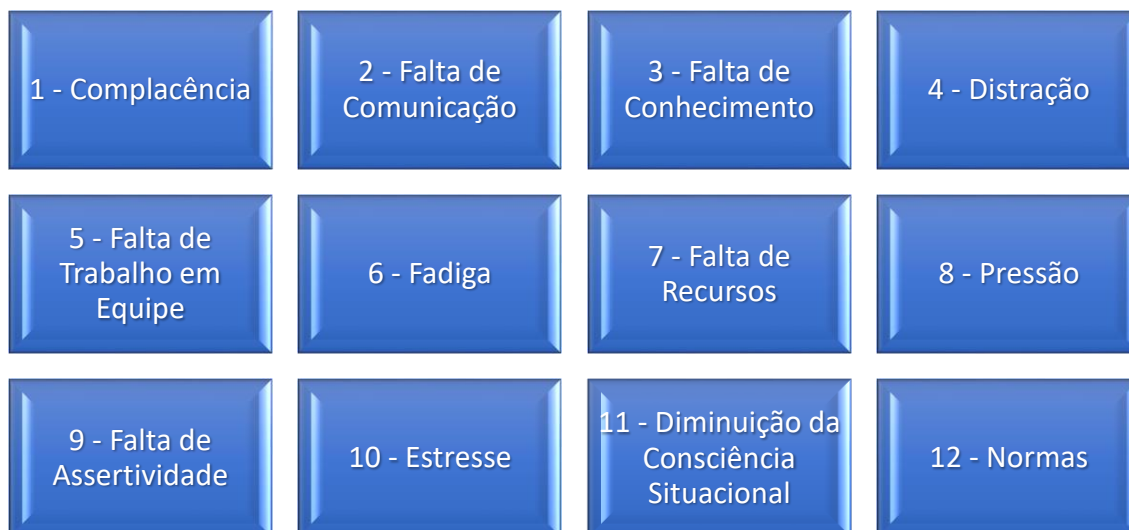 1 - Complacência
2 - Falta de
Comunicação
3 - Falta de
Conhecimento
4 - Distração
5 - Falta de
Trabalho em
Equipe
6 - Fadiga
7 - Falta de
Recursos
8 - Pressão
9 - Falta de
Assertividade
10 - Estresse
11 - Diminuição da
Consciência
Situacional
12 - Normas